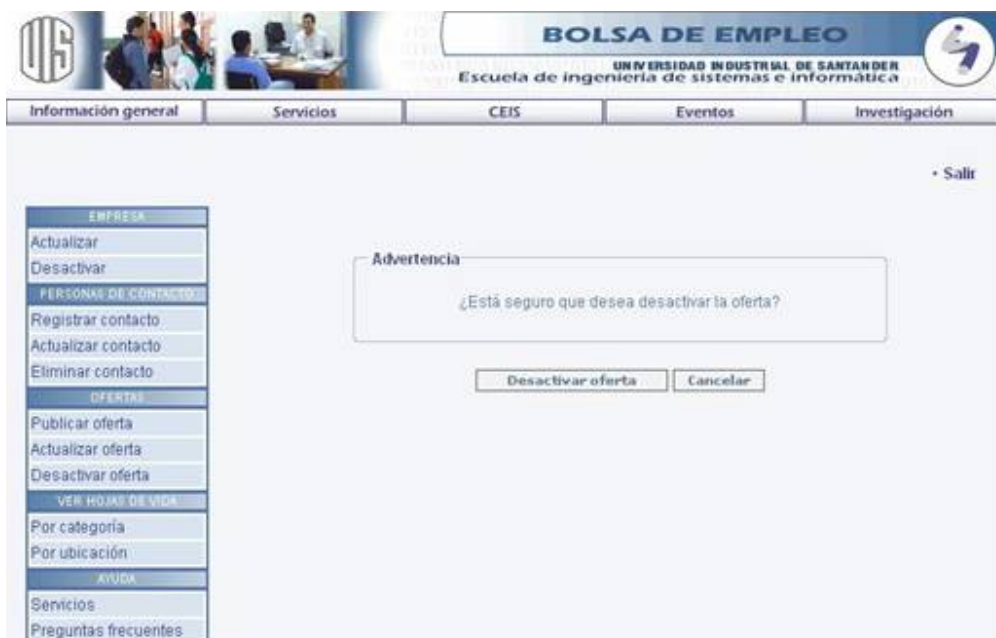 UIS
BOLSA DE EMPLEO
UNIVERSIDAD INDUSTRIAL DE SANTANDER
Escuela de ingeniería de sistemas e informática
Información general
Servicios
CEIS
Eventos
Investigación
• Salir
EMPRESA
Actualizar
Desactivar
PERSONAS DE CONTACTO
Registrar contacto
Actualizar contacto
Eliminar contacto
OFERTAS
Publicar oferta
Actualizar oferta
Desactivar oferta
VER HOJAS DE VIDA
Por categoría
Por ubicación
AYUDA
Servicios
Preguntas frecuentes
Advertencia
¿Está seguro que desea desactivar la oferta?
Desactivar oferta
Cancelar